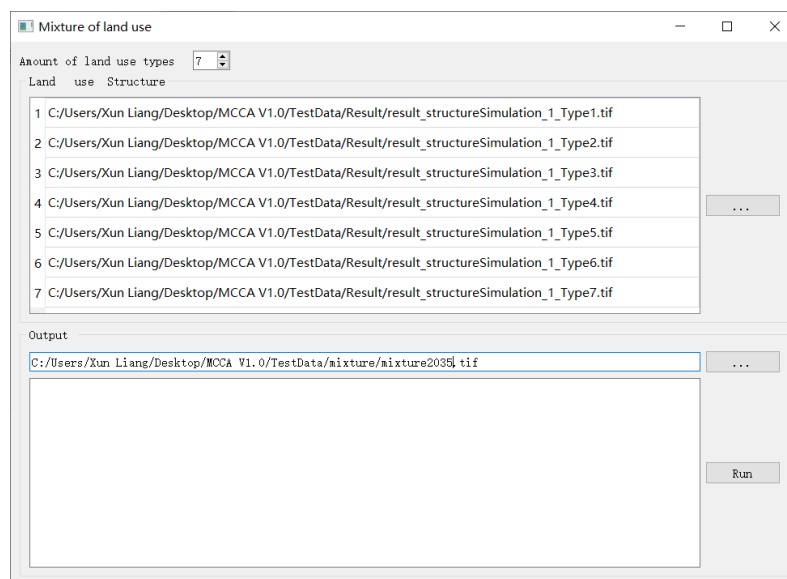 Mixture of land use
Amount of land use types 7
Land use Structure
1 C:/Users/Xun Liang/Desktop/MCCA V1.0/TestData/Result/result_structureSimulation_1_Type1.tif
2 C:/Users/Xun Liang/Desktop/MCCA V1.0/TestData/Result/result_structureSimulation_1_Type2.tif
3 C:/Users/Xun Liang/Desktop/MCCA V1.0/TestData/Result/result_structureSimulation_1_Type3.tif
4 C:/Users/Xun Liang/Desktop/MCCA V1.0/TestData/Result/result_structureSimulation_1_Type4.tif
...
5 C:/Users/Xun Liang/Desktop/MCCA V1.0/TestData/Result/result_structureSimulation_1_Type5.tif
6 C:/Users/Xun Liang/Desktop/MCCA V1.0/TestData/Result/result_structureSimulation_1_Type6.tif
7 C:/Users/Xun Liang/Desktop/MCCA V1.0/TestData/Result/result_structureSimulation_1_Type7.tif
Output
C:/Users/Xun Liang/Desktop/MCCA V1.0/TestData/mixture/mixture2035.tif
...
Run